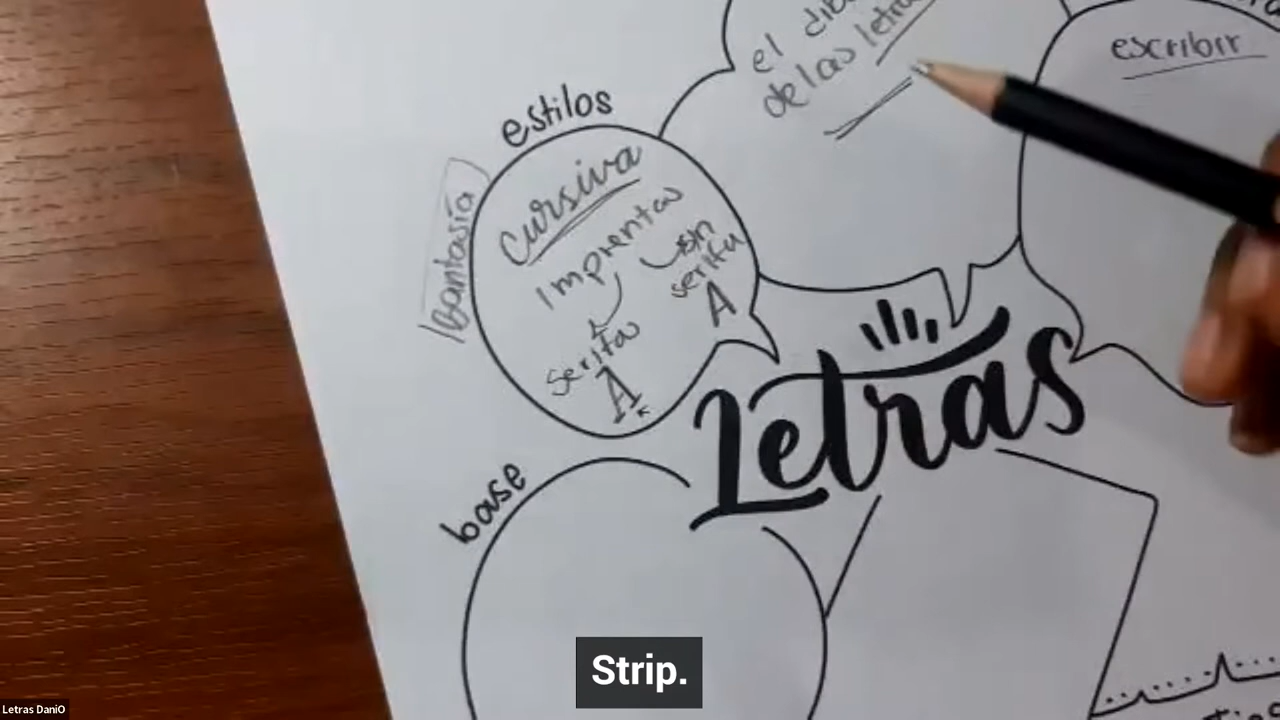 el
de las letras
escribir
estilos
cursiva
Imprenta
sin
serifa
A
serifa
A
fantasía
Letras
base
Strip.
Letras DaniO